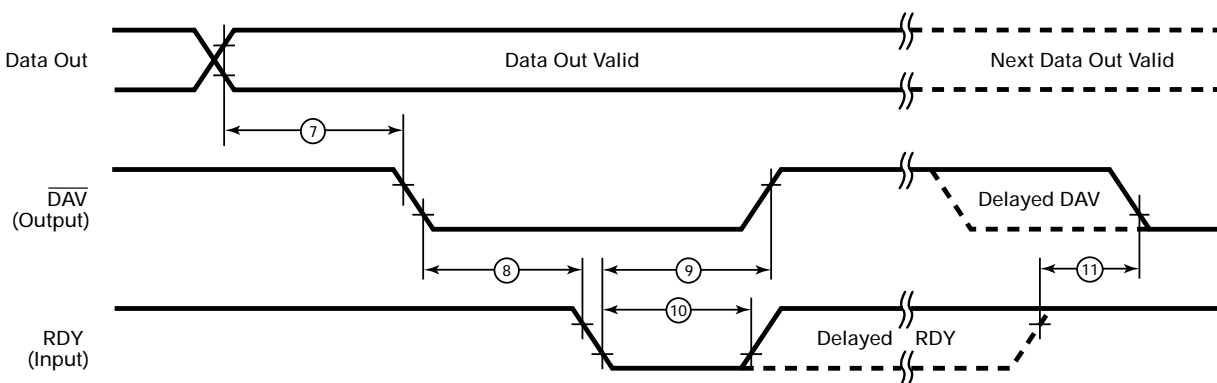 Data Out
Data Out Valid
Next Data Out Valid
7
DAV
(Output)
Delayed DAV
8
9
11
10
RDY
(Input)
Delayed RDY